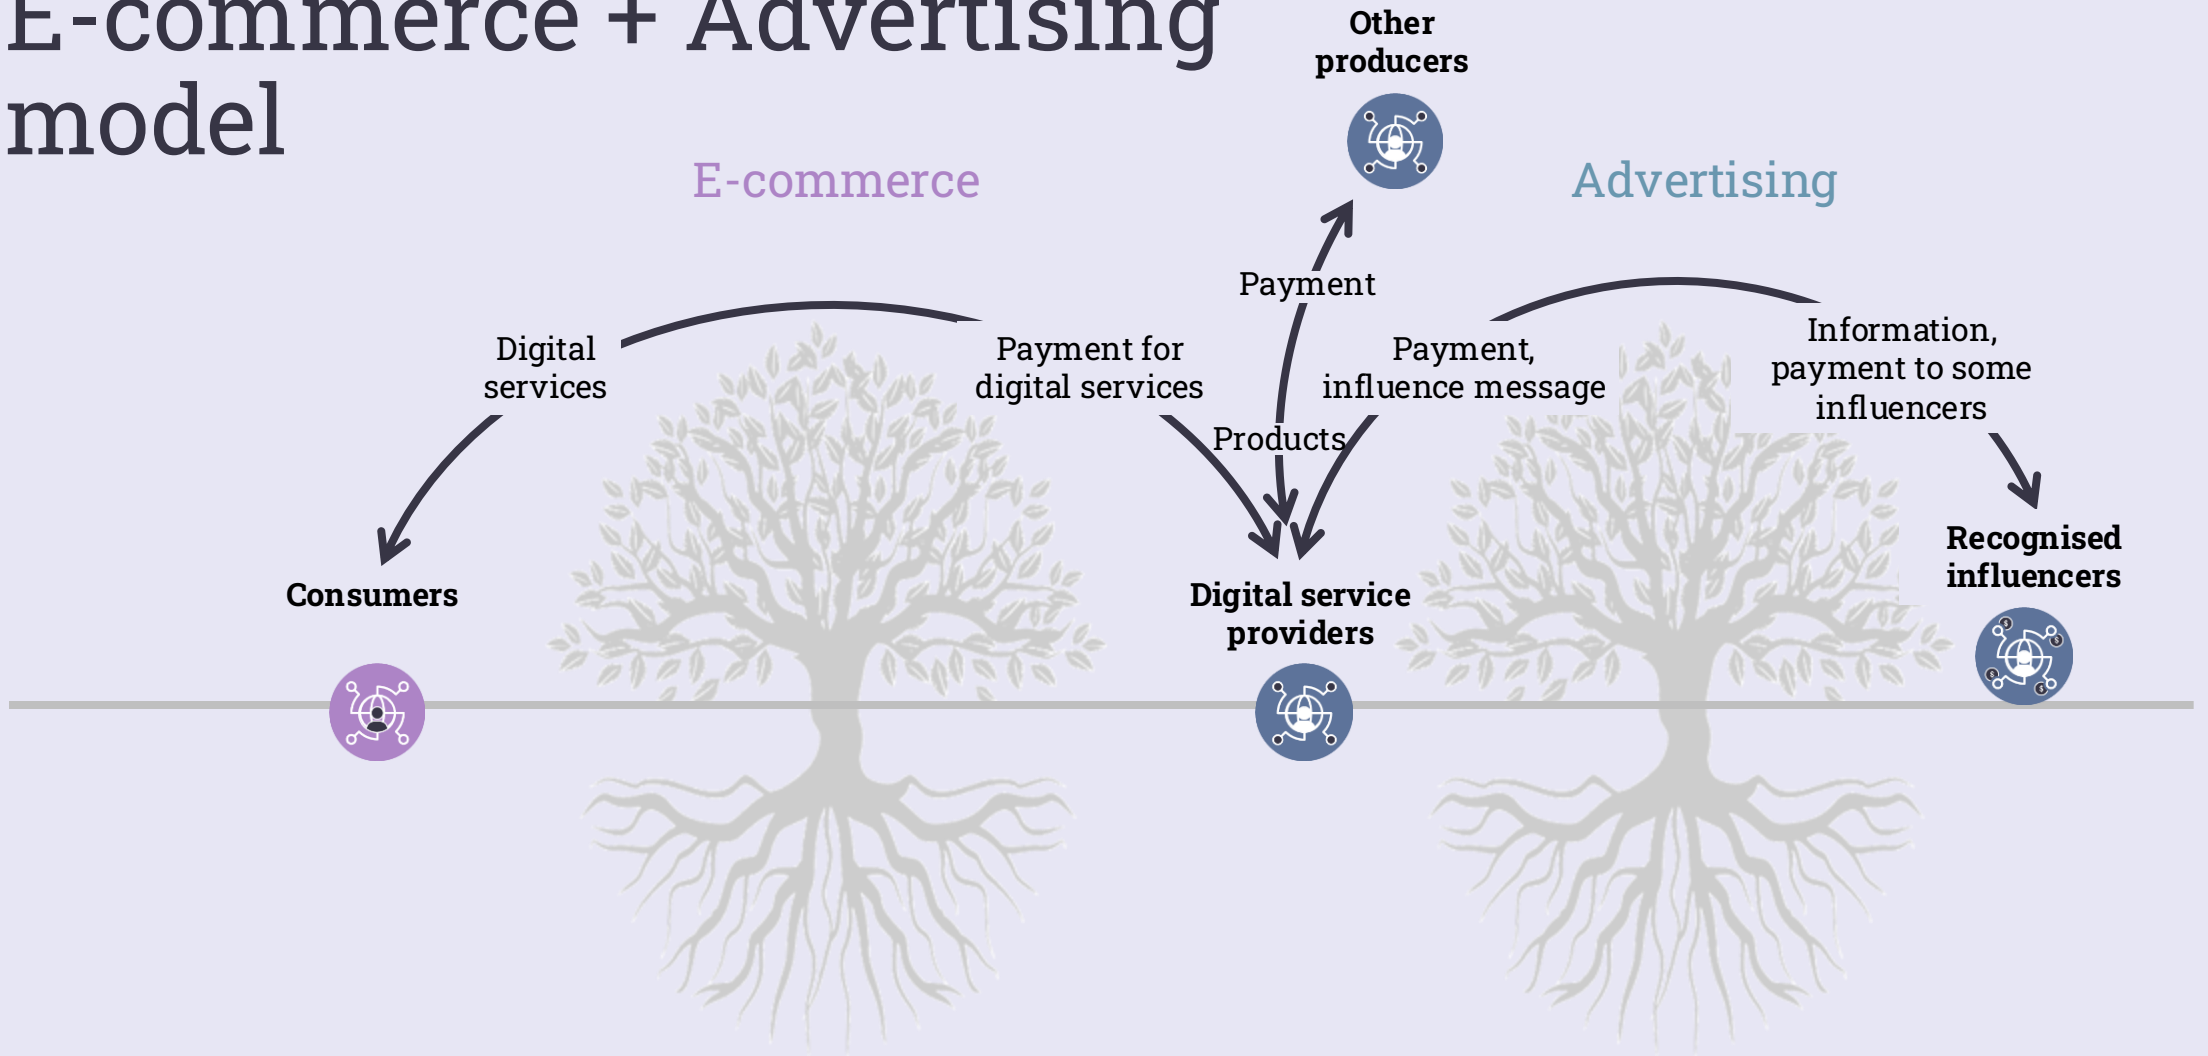 E-commerce + Advertising
model
Other
producers
E-commerce
Advertising
Payment
Digital
services
Payment for
digital services
Payment,
influence message
Information,
payment to some
influencers
Products
Recognised
influencers
Consumers
Digital service
providers